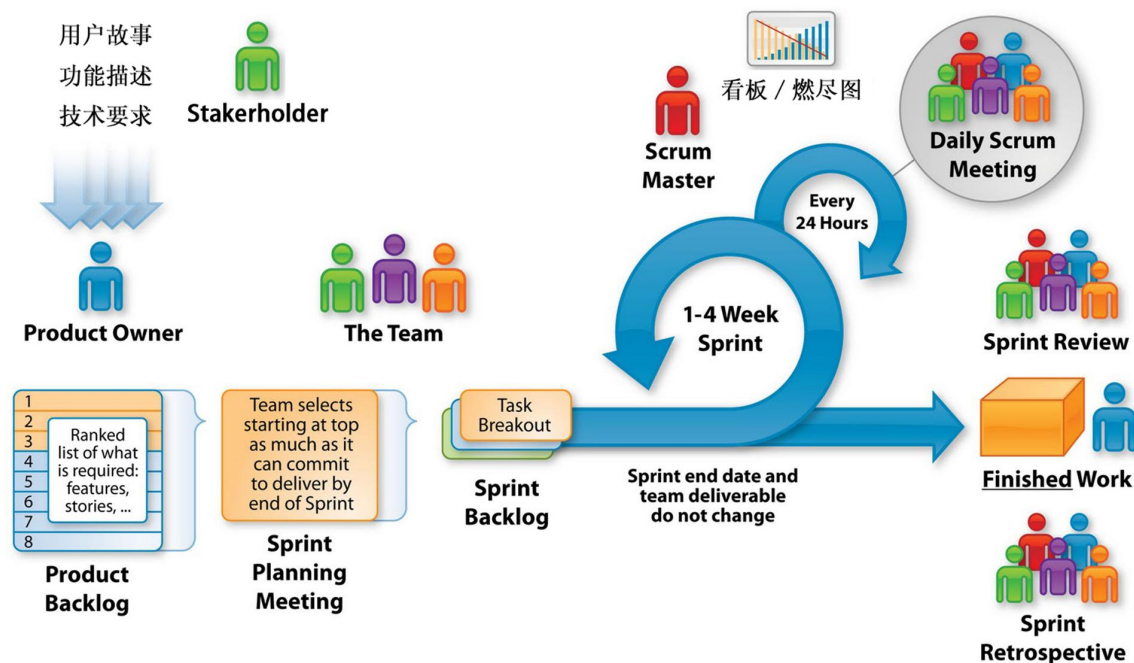 用户故事
功能描述
技术要求
Stakerholder
看板 / 燃尽图
Scrum
Master
Daily Scrum
Meeting
Every
24 Hours
Product Owner
The Team
1-4 Week
Sprint
Sprint Review
1
2
3
4
5
6
7
8
Ranked
list of what
is required:
features,
stories, ...
Product
Backlog
Team selects
starting at top
as much as it
can commit
to deliver by
end of Sprint
Sprint
Planning
Meeting
Task
Breakout
Sprint
Backlog
Sprint end date and
team deliverable
do not change
Finished Work
Sprint
Retrospective